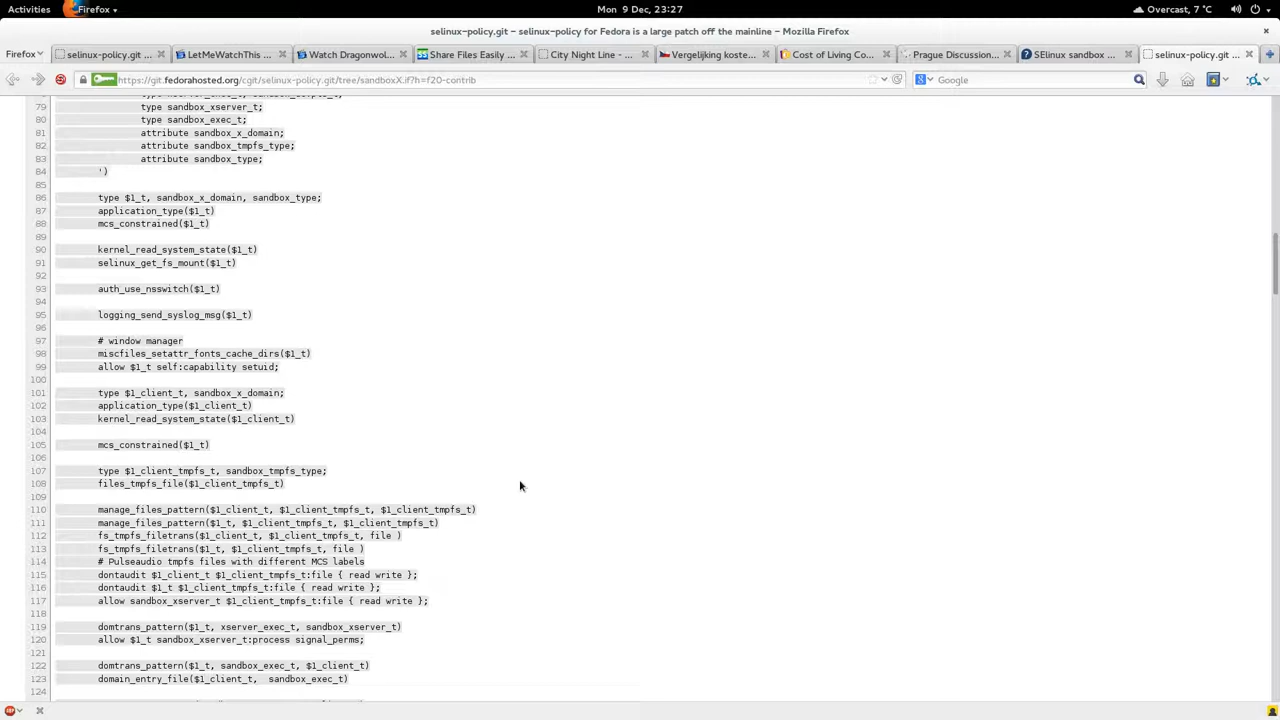 Activities Firefox Mon 9 Dec, 23:27 Overcast, 7 °C
selinux-policy.git - selinux-policy for Fedora is a large patch off the mainline - Mozilla Firefox
Firefox selinux-policy.git ... LetMeWatchThis ... Watch Dragonwol... Share Files Easily ... City Night Line - ... Vergelijking koste... Cost of Living Co... Prague Discussion... SElinux sandbox ... selinux-policy.git ...
https://git.fedorahosted.org/cgit/selinux-policy.git/tree/sandboxX.if?h=f20-contrib Google
79 type sandbox_xserver_t;
80 type sandbox_exec_t;
81 attribute sandbox_x_domain;
82 attribute sandbox_tmpfs_type;
83 attribute sandbox_type;
84 ')
85
86 type $1_t, sandbox_x_domain, sandbox_type;
87 application_type($1_t)
88 mcs_constrained($1_t)
89
90 kernel_read_system_state($1_t)
91 selinux_get_fs_mount($1_t)
92
93 auth_use_nsswitch($1_t)
94
95 logging_send_syslog_msg($1_t)
96
97 # window manager
98 miscfiles_setattr_fonts_cache_dirs($1_t)
99 allow $1_t self:capability setuid;
100
101 type $1_client_t, sandbox_x_domain;
102 application_type($1_client_t)
103 kernel_read_system_state($1_client_t)
104
105 mcs_constrained($1_t)
106
107 type $1_client_tmpfs_t, sandbox_tmpfs_type;
108 files_tmpfs_file($1_client_tmpfs_t)
109
110 manage_files_pattern($1_client_t, $1_client_tmpfs_t, $1_client_tmpfs_t)
111 manage_files_pattern($1_t, $1_client_tmpfs_t, $1_client_tmpfs_t)
112 fs_tmpfs_filetrans($1_client_t, $1_client_tmpfs_t, file )
113 fs_tmpfs_filetrans($1_t, $1_client_tmpfs_t, file )
114 # Pulseaudio tmpfs files with different MCS labels
115 dontaudit $1_client_t $1_client_tmpfs_t:file { read write };
116 dontaudit $1_t $1_client_tmpfs_t:file { read write };
117 allow sandbox_xserver_t $1_client_tmpfs_t:file { read write };
118
119 domtrans_pattern($1_t, xserver_exec_t, sandbox_xserver_t)
120 allow $1_t sandbox_xserver_t:process signal_perms;
121
122 domtrans_pattern($1_t, sandbox_exec_t, $1_client_t)
123 domain_entry_file($1_client_t, sandbox_exec_t)
124